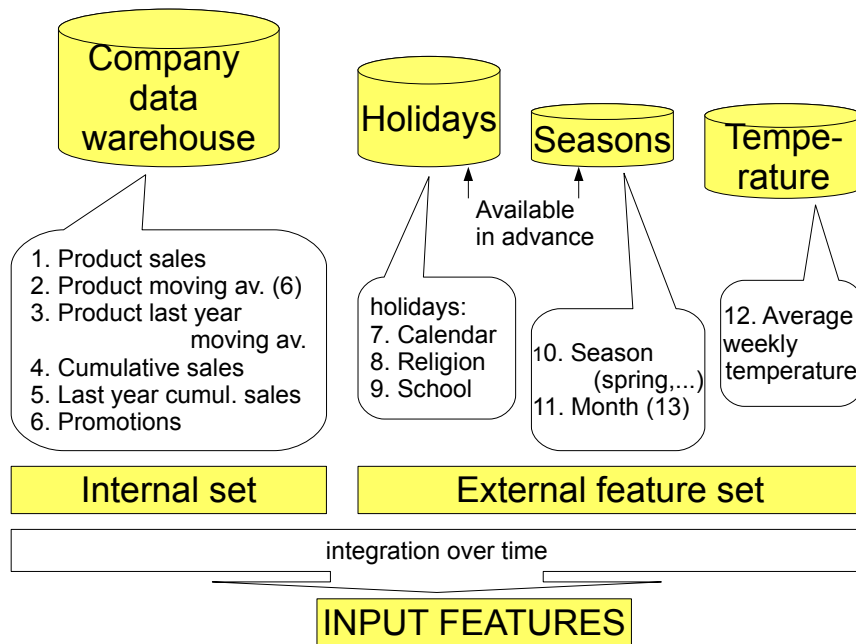 Company
data
warehouse
Holidays
Seasons
Tempe-
rature
Available
in advance
1. Product sales
2. Product moving av. (6)
3. Product last year
moving av.
4. Cumulative sales
5. Last year cumul. sales
6. Promotions
holidays:
7. Calendar
8. Religion
9. School
10. Season
(spring,...)
11. Month (13)
12. Average
weekly
temperature
Internal set
External feature set
integration over time
INPUT FEATURES